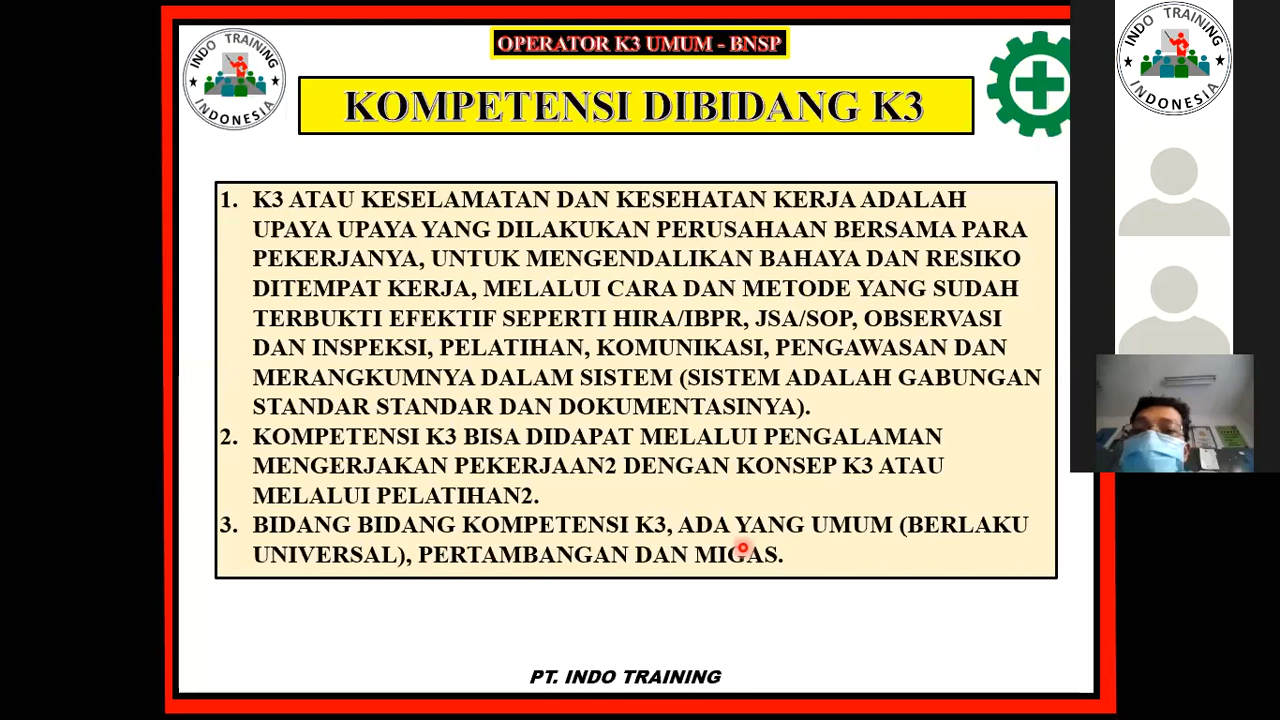 INDO TRAINING
INDONESIA
OPERATOR K3 UMUM - BNSP
KOMPETENSI DIBIDANG K3
INDO TRAINING
INDONESIA
1. K3 ATAU KESELAMATAN DAN KESEHATAN KERJA ADALAH
UPAYA UPAYA YANG DILAKUKAN PERUSAHAAN BERSAMA PARA
PEKERJANYA, UNTUK MENGENDALIKAN BAHAYA DAN RESIKO
DITEMPAT KERJA, MELALUI CARA DAN METODE YANG SUDAH
TERBUKTI EFEKTIF SEPERTI HIRA/IBPR, JSA/SOP, OBSERVASI
DAN INSPEKSI, PELATIHAN, KOMUNIKASI, PENGAWASAN DAN
MERANGKUMNYA DALAM SISTEM (SISTEM ADALAH GABUNGAN
STANDAR STANDAR DAN DOKUMENTASINYA).
2. KOMPETENSI K3 BISA DIDAPAT MELALUI PENGALAMAN
MENGERJAKAN PEKERJAAN2 DENGAN KONSEP K3 ATAU
MELALUI PELATIHAN2.
3. BIDANG BIDANG KOMPETENSI K3, ADA YANG UMUM (BERLAKU
UNIVERSAL), PERTAMBANGAN DAN MIGAS.
PT. INDO TRAINING